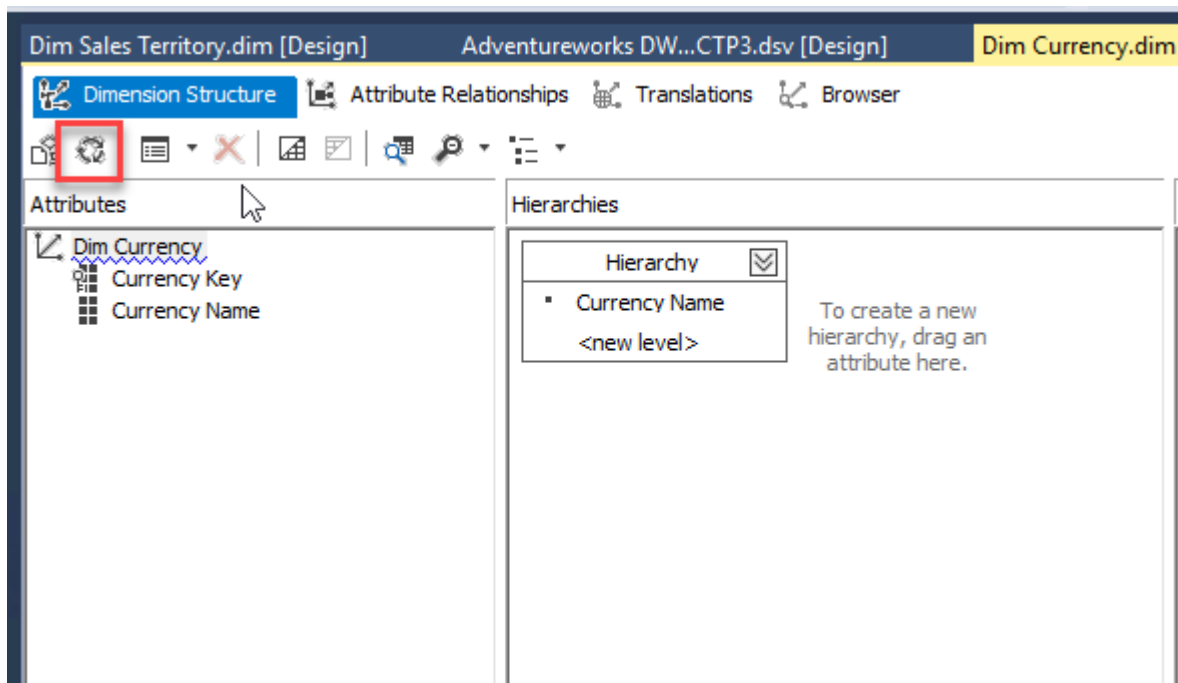 Dim Sales Territory.dim [Design] Adventureworks DW...CTP3.dsv [Design] Dim Currency.dim
Dimension Structure Attribute Relationships Translations Browser
Attributes
Hierarchies
Dim Currency
Currency Key
Currency Name
Hierarchy
Currency Name
<new level>
To create a new
hierarchy, drag an
attribute here.